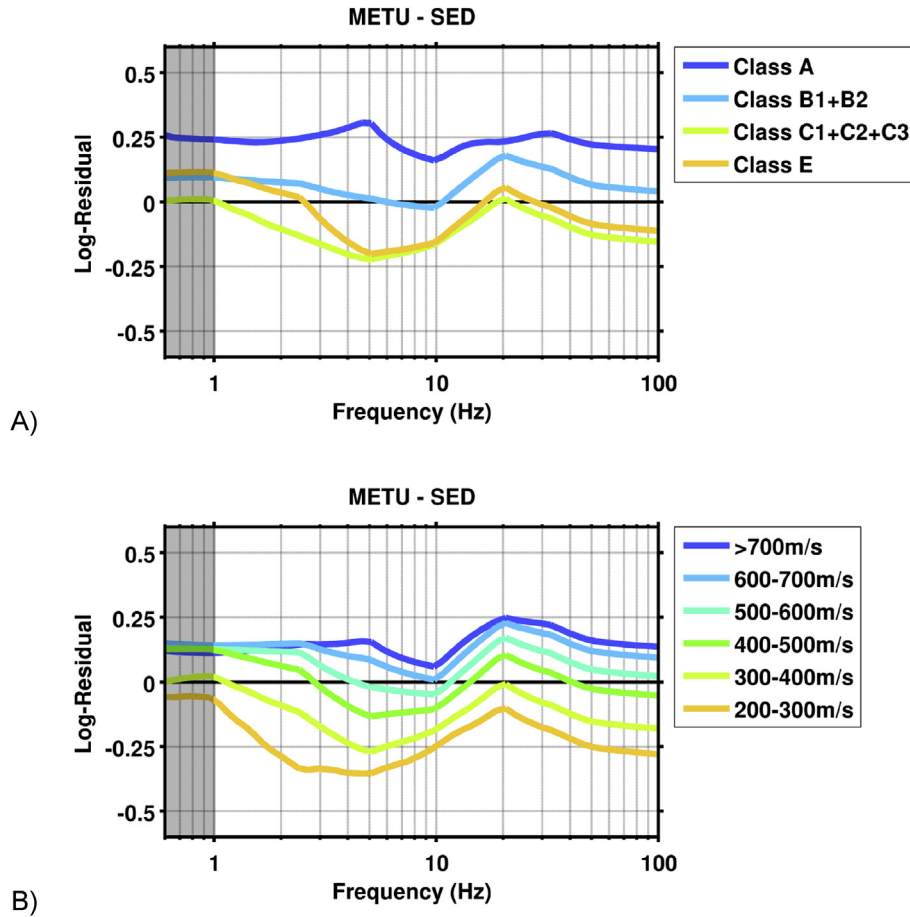 METU - SED
0.5
0.25
0
-0.25
-0.5
Log-Residual
1
10
100
Frequency (Hz)
Class A
Class B1+B2
Class C1+C2+C3
Class E
A)
METU - SED
0.5
0.25
0
-0.25
-0.5
Log-Residual
1
10
100
Frequency (Hz)
>700m/s
600-700m/s
500-600m/s
400-500m/s
300-400m/s
200-300m/s
B)